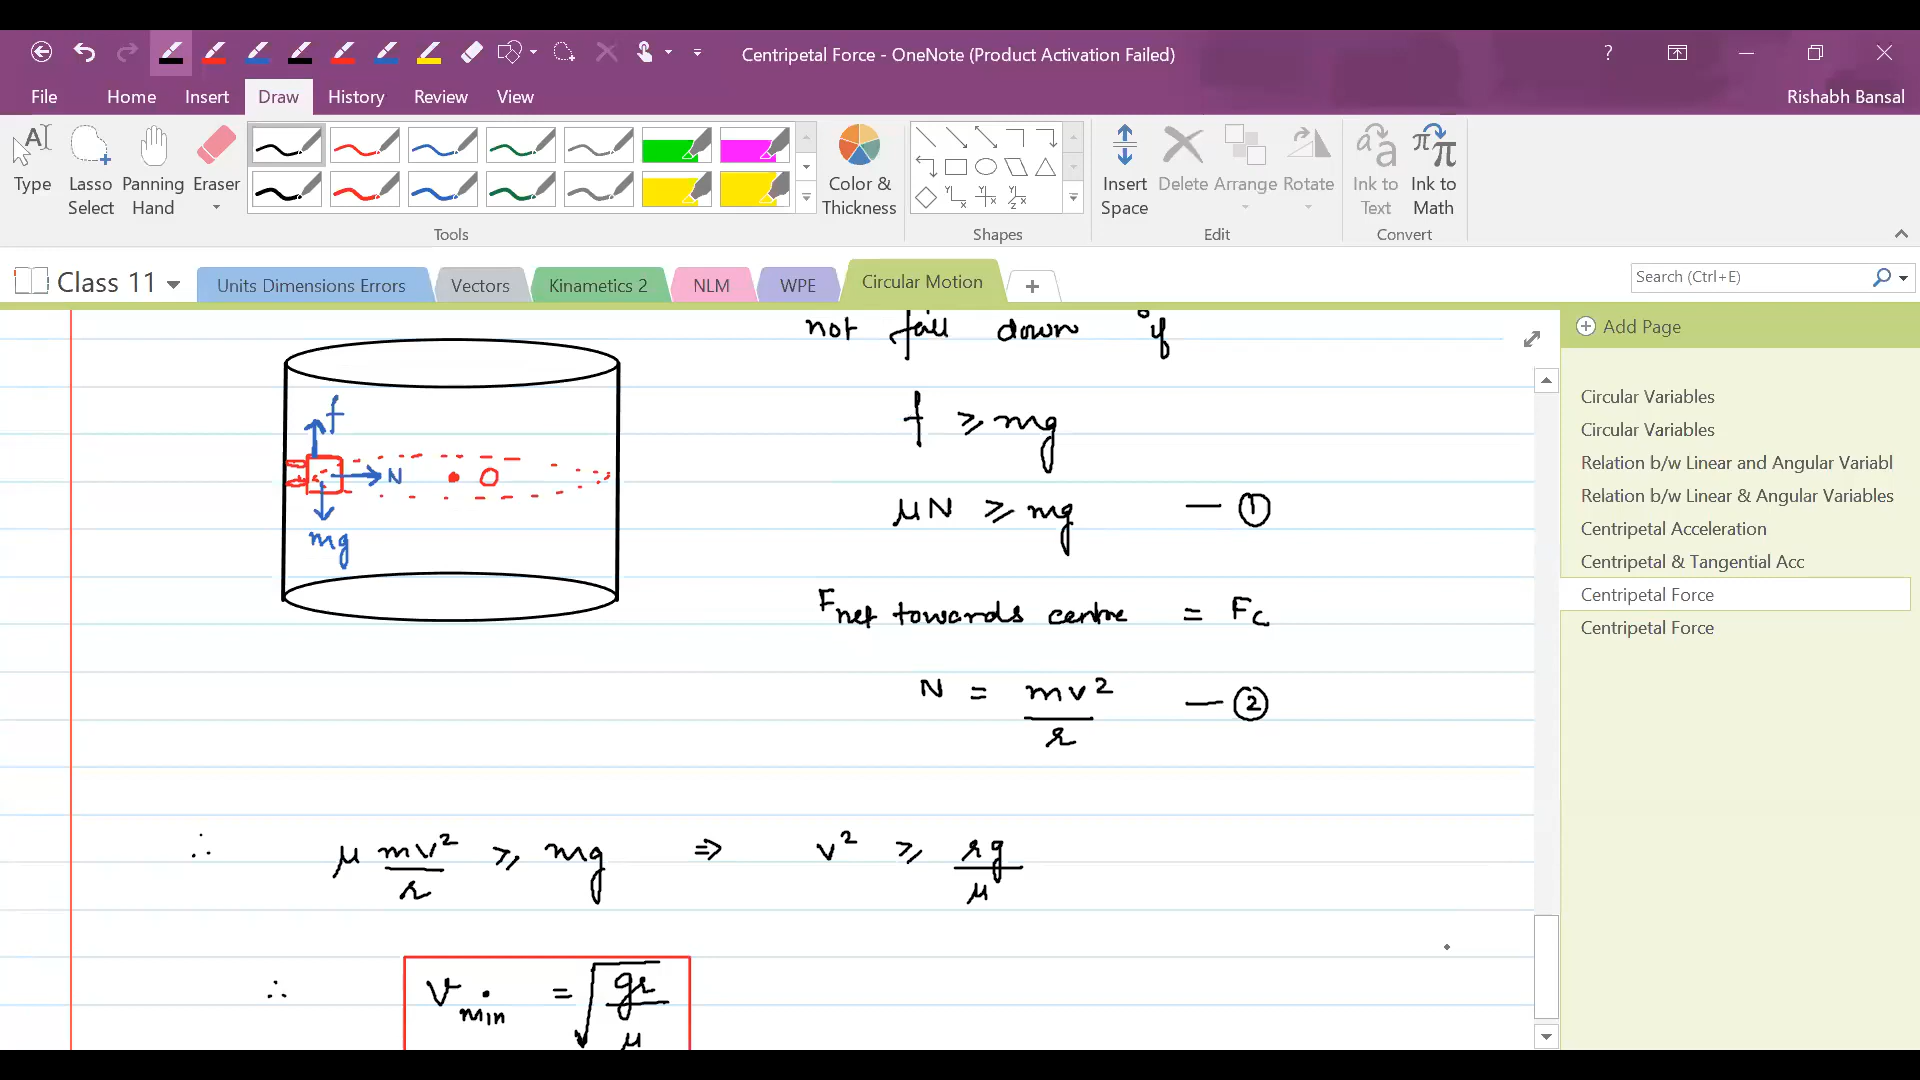 Centripetal Force - OneNote (Product Activation Failed)
?
File Home Insert Draw History Review View
Rishabh Bansal
Type
Lasso Select
Panning Hand
Eraser
Color & Thickness
Insert Space
Delete
Arrange
Rotate
Ink to Text
Ink to Math
Tools
Shapes
Edit
Convert
Class 11
Units Dimensions Errors
Vectors
Kinametics 2
NLM
WPE
Circular Motion
+
Search (Ctrl+E)
Add Page
Circular Variables
Circular Variables
Relation b/w Linear and Angular Variabl
Relation b/w Linear & Angular Variables
Centripetal Acceleration
Centripetal & Tangential Acc
Centripetal Force
Centripetal Force
not fall down if
f
N
O
mg
f ≥ mg
μN ≥ mg — ①
Fnet towards centre = Fc
N = mv²/r — ②
∴ μ mv²/r ≥ mg ⇒ v² ≥ rg/μ
∴ vmin = √(gr/μ)